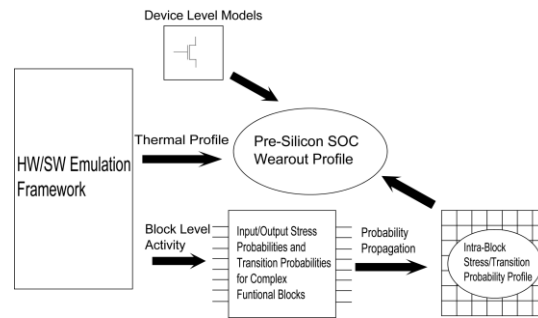 Device Level Models
HW/SW Emulation
Framework
Thermal Profile
Pre-Silicon SOC
Wearout Profile
Block Level
Activity
Input/Output Stress
Probabilities and
Transition Probabilities
for Complex
Funtional Blocks
Probability
Propagation
Intra-Block
Stress/Transition
Probability Profile